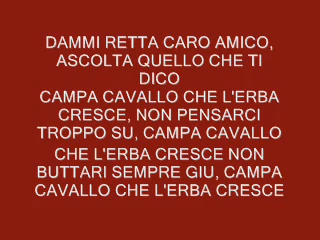 DAMMI RETTA CARO AMICO,
ASCOLTA QUELLO CHE TI
DICO
CAMPA CAVALLO CHE L'ERBA
CRESCE, NON PENSARCI
TROPPO SU, CAMPA CAVALLO
CHE L'ERBA CRESCE NON
BUTTARI SEMPRE GIU, CAMPA
CAVALLO CHE L'ERBA CRESCE